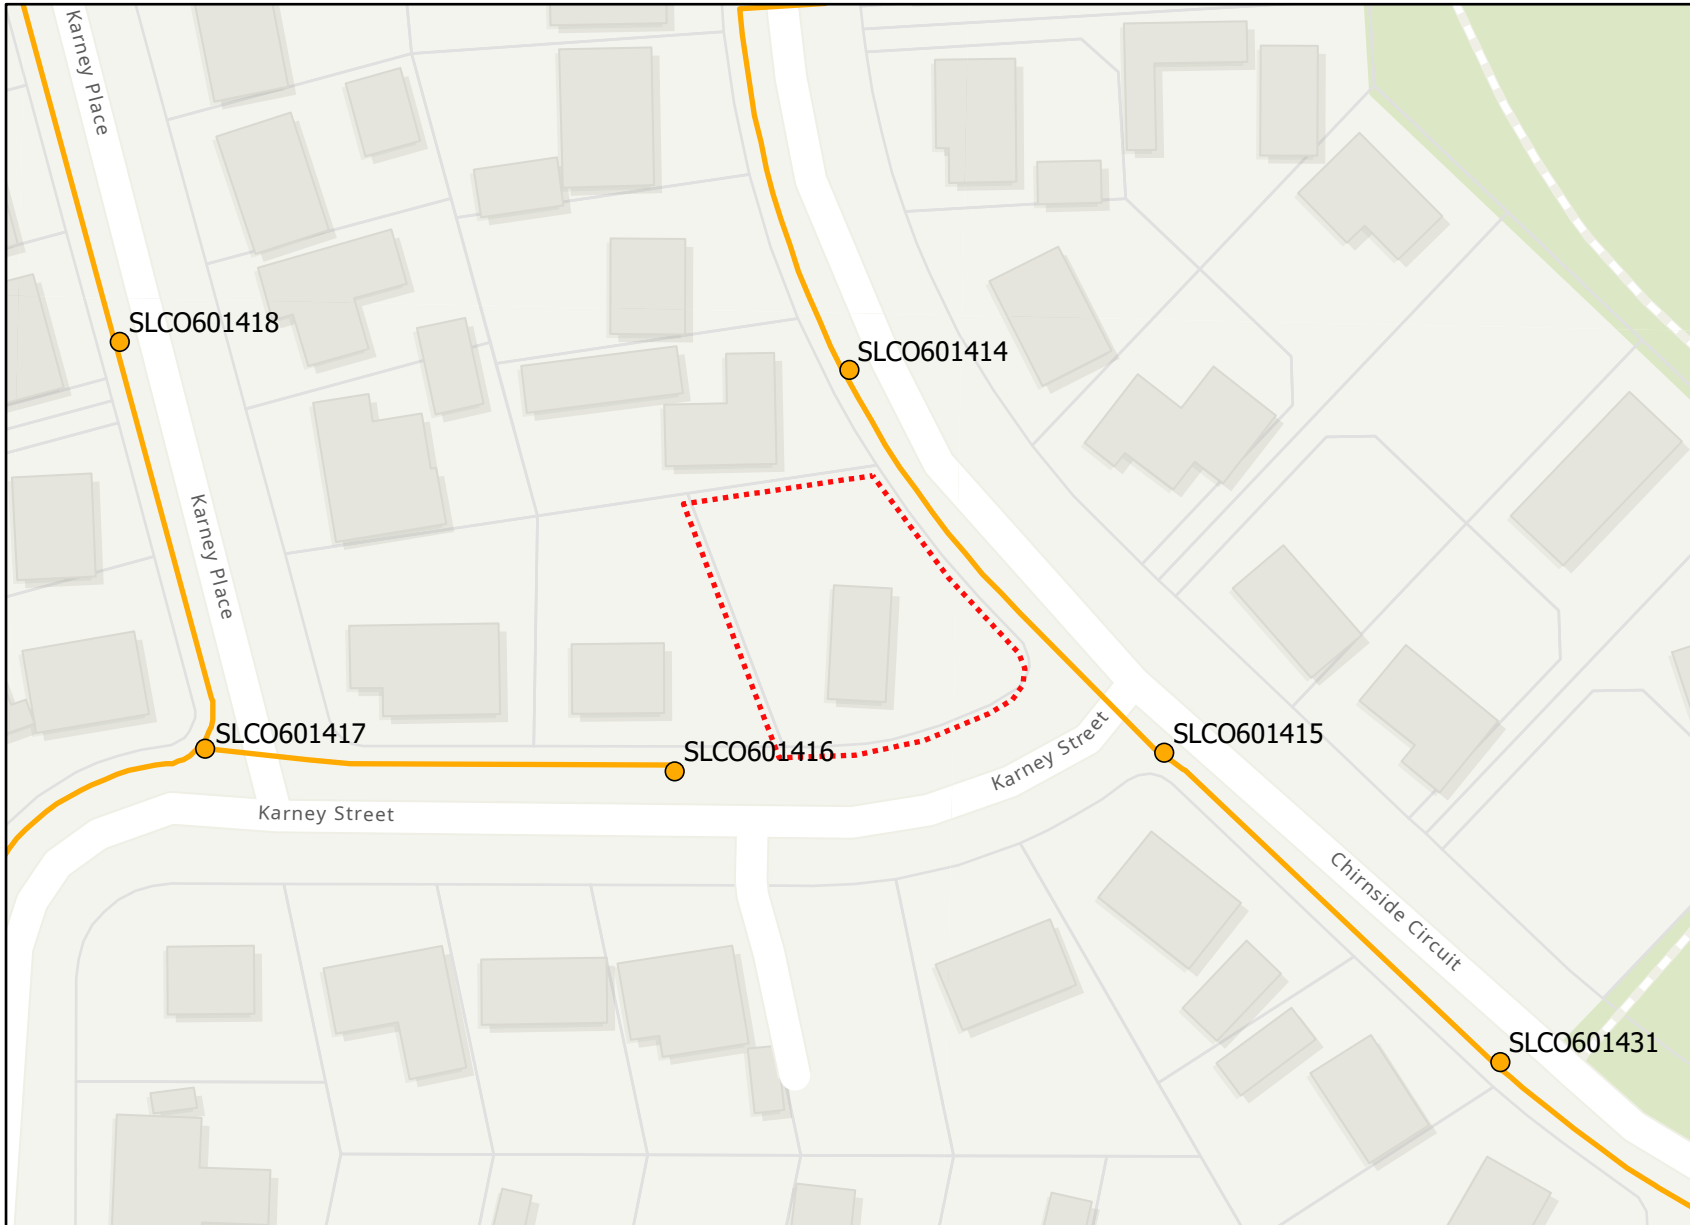 Karney Place
SLCO601418
SLCO601414
Karney Place
SLCO601417
SLCO601416
SLCO601415
Karney Street
Karney Street
Chirnside Circuit
SLCO601431